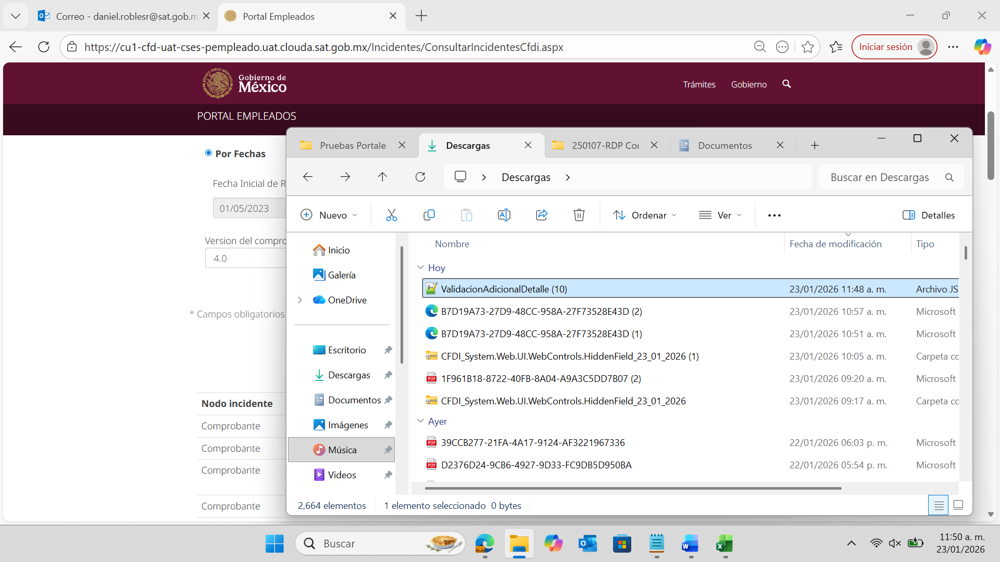 Correo - daniel.roblesr@sat.gob.m
Portal Empleados
https://cu1-cfd-uat-cses-pempleado.uat.clouda.sat.gob.mx/Incidentes/ConsultarIncidentesCfdi.aspx
Iniciar sesión
Gobierno de
México
Trámites
Gobierno
PORTAL EMPLEADOS
Por Fechas
Fecha Inicial de R
01/05/2023
Version del compro
4.0
* Campos obligatorios
Nodo incidente
Comprobante
Comprobante
Comprobante
Comprobante
Pruebas Portale
Descargas
250107-RDP Cor
Documentos
Descargas
Buscar en Descargas
Nuevo
Ordenar
Ver
Detalles
Inicio
Galería
OneDrive
Escritorio
Descargas
Documentos
Imágenes
Música
Videos
Nombre
Fecha de modificación
Tipo
Hoy
ValidacionAdicionalDetalle (10)
23/01/2026 11:48 a. m.
Archivo JS
B7D19A73-27D9-48CC-958A-27F73528E43D (2)
23/01/2026 10:57 a. m.
Microsoft
B7D19A73-27D9-48CC-958A-27F73528E43D (1)
23/01/2026 10:51 a. m.
Microsoft
CFDI_System.Web.UI.WebControls.HiddenField_23_01_2026 (1)
23/01/2026 10:05 a. m.
Carpeta co
1F961B18-8722-40FB-8A04-A9A3C5DD7B07 (2)
23/01/2026 09:20 a. m.
Microsoft
CFDI_System.Web.UI.WebControls.HiddenField_23_01_2026
23/01/2026 09:17 a. m.
Carpeta co
Ayer
39CCB277-21FA-4A17-9124-AF3221967336
22/01/2026 06:03 p. m.
Microsoft
D2376D24-9CB6-4927-9D33-FC9DB5D950BA
22/01/2026 05:54 p. m.
Microsoft
2,664 elementos
1 elemento seleccionado 0 bytes
Buscar
11:50 a. m.
23/01/2026